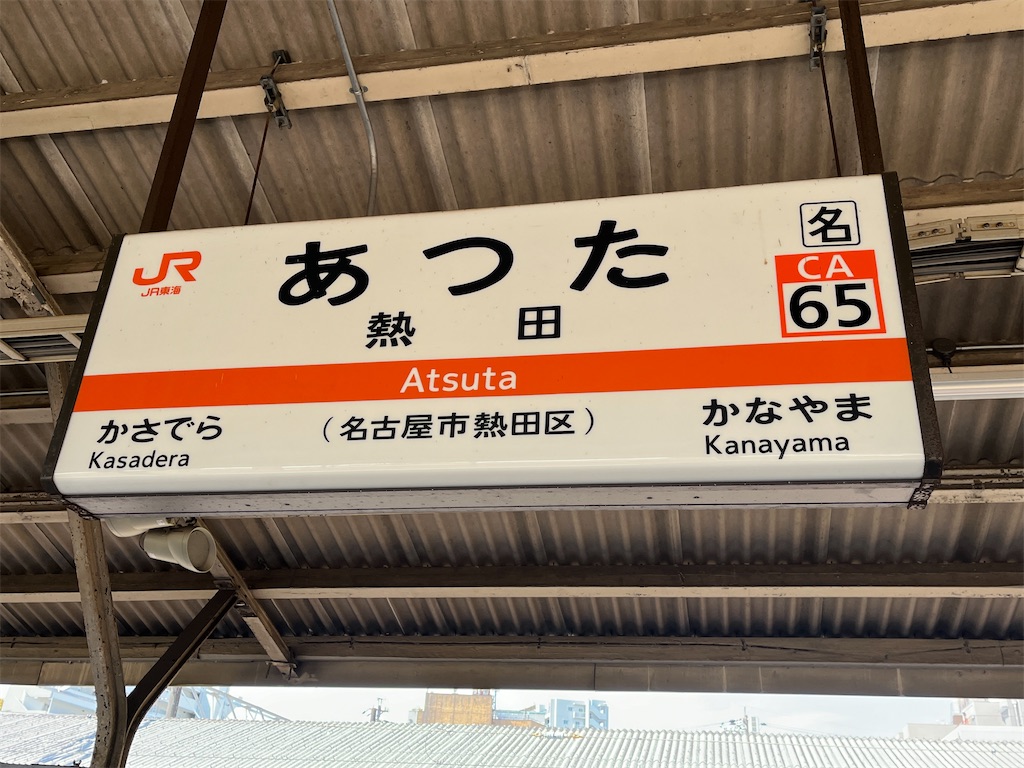 JR
JR東海
あつた
熱田
名
CA
65
Atsuta
かさでら
Kasadera
（名古屋市熱田区）
かなやま
Kanayama